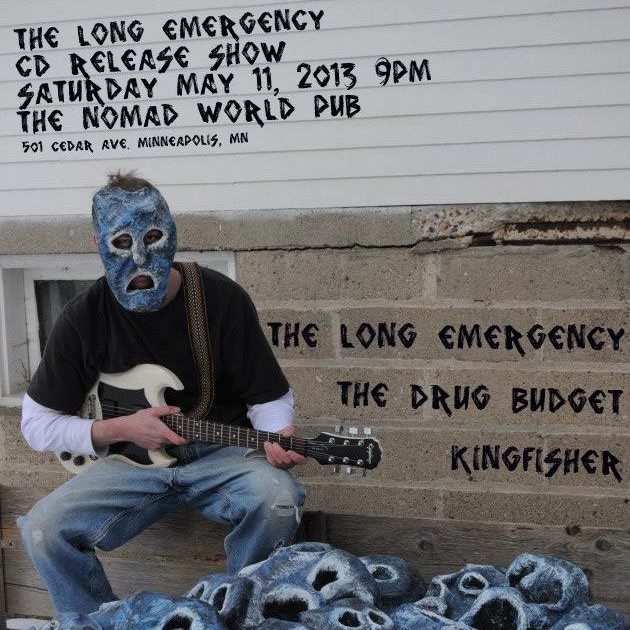 THE LONG EMERGENCY
CD RELEASE SHOW
SATURDAY MAY 11, 2013 9PM
THE NOMAD WORLD PUB
501 CEDAR AVE. MINNEAPOLIS, MN
THE LONG EMERGENCY
THE DRUG BUDGET
KINGFISHER